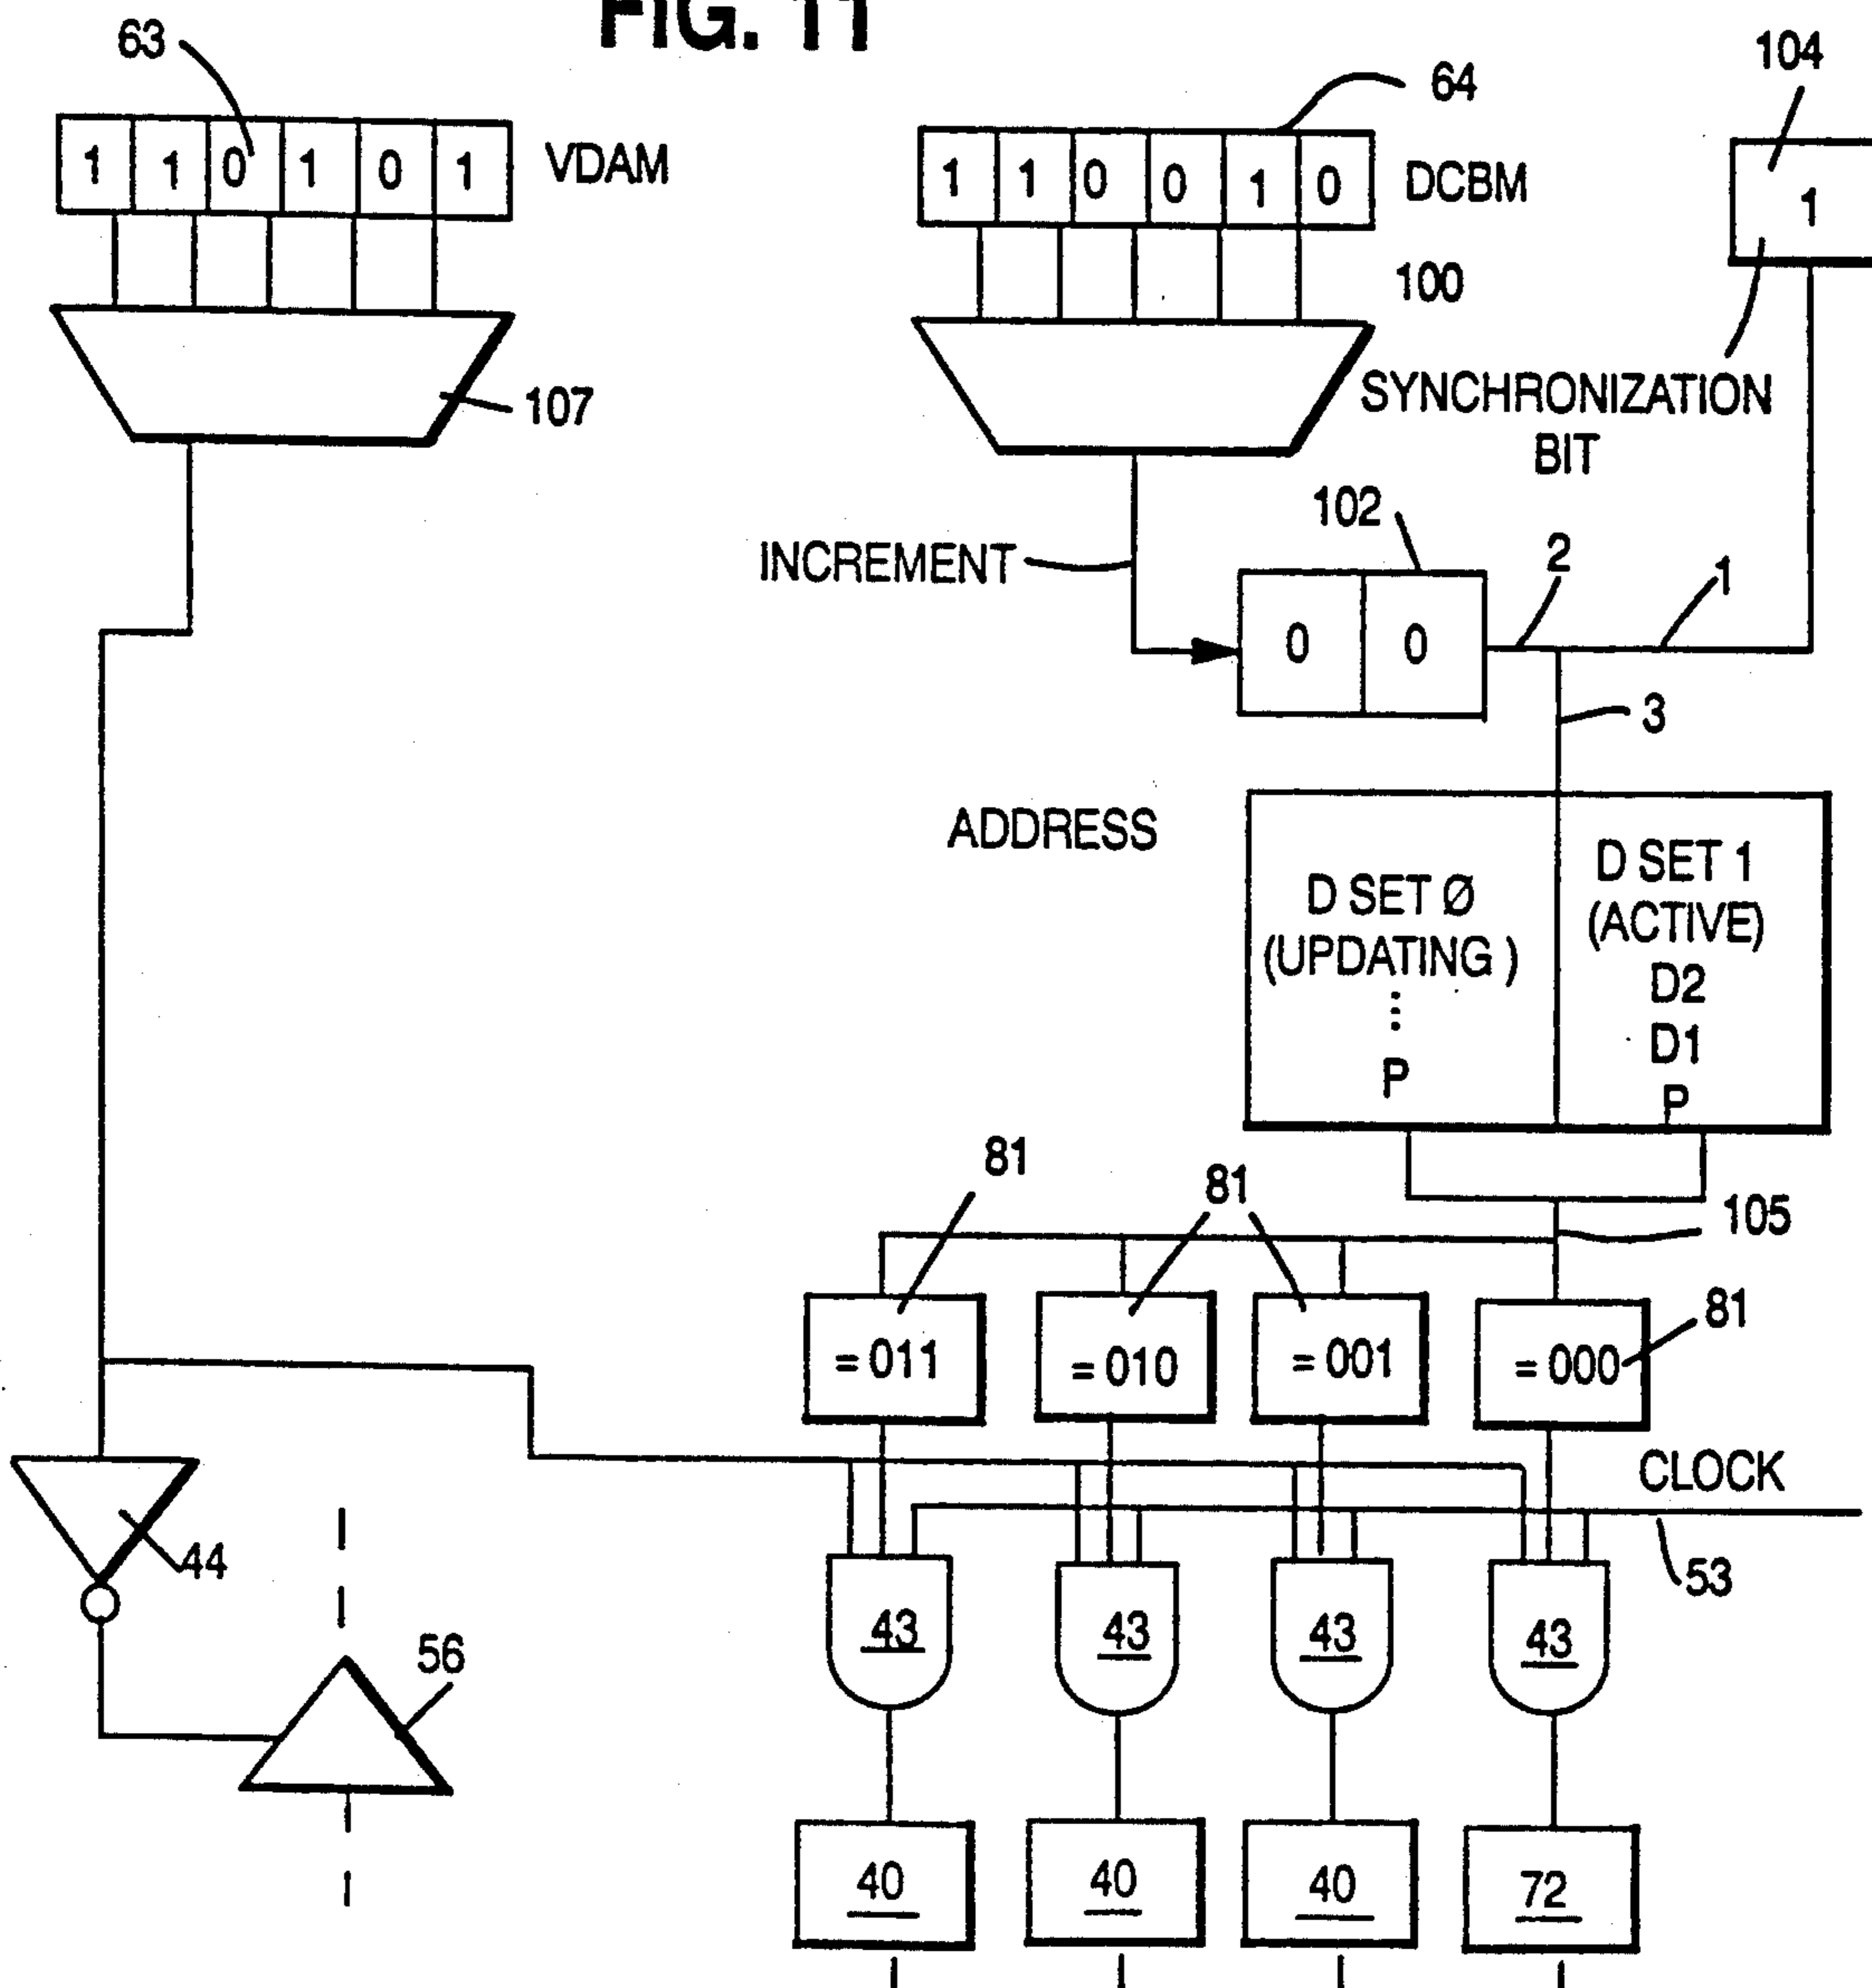 FIG. 11
63
64
104
1 1 0 1 0 1 VDAM
1 1 0 0 1 0 DCBM
1
100
107
SYNCHRONIZATION
BIT
102
INCREMENT
2
1
0 0
3
ADDRESS
D SET Ø
(UPDATING )
⋮
P
D SET 1
(ACTIVE)
D2
D1
P
81
81
105
81
= 011
= 010
= 001
= 000
CLOCK
44
53
43
43
43
43
56
40
40
40
72